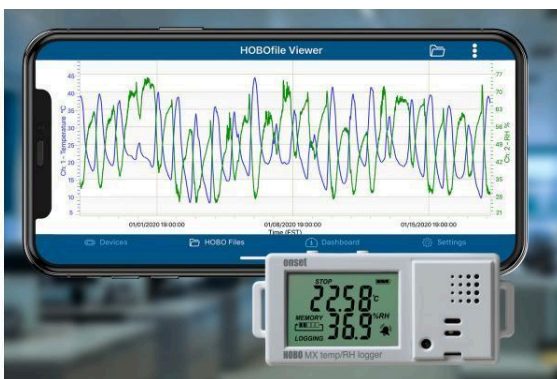 HOBOfile Viewer
Ch. 1 - Temperature °C
45
40
35
30
25
20
15
10
5
77
70
63
56
49
42
35
28
21
Ch. 2 - RH %
01/01/2020 19:00:00
01/08/2020 19:00:00
01/15/2020 19:00:00
Time (EST)
Devices
HOBO Files
Dashboard
Settings
onset
STOP
22.58°C
MEMORY
36.9%RH
LOGGING
HOBO MX temp/RH logger